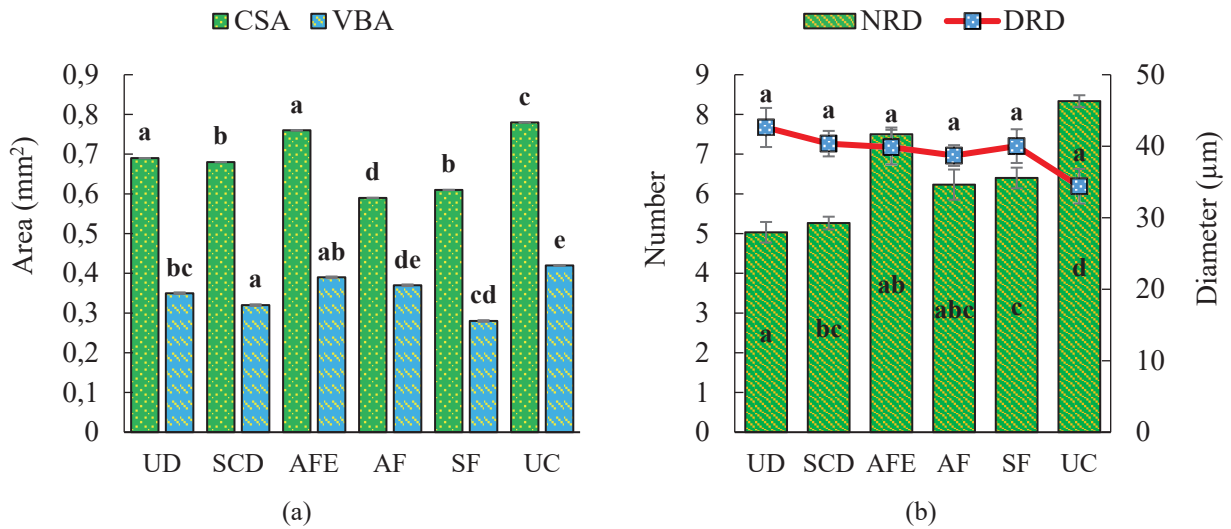 CSA VBA
Area (mm²)
0,9
0,8
0,7
0,6
0,5
0,4
0,3
0,2
0,1
0
a bc
b a
a ab
d de
b cd
c e
UD SCD AFE AF SF UC
(a)
NRD DRD
Number
9
8
7
6
5
4
3
2
1
0
a a a a a a
a bc ab abc c d
50
40
30
20
10
0
Diameter (µm)
UD SCD AFE AF SF UC
(b)